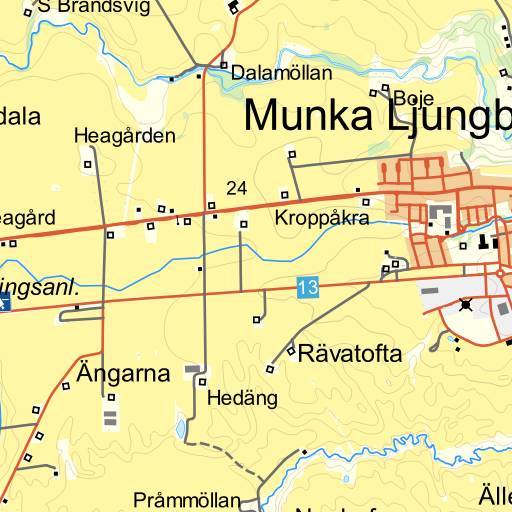 S Brandsvig
Dalamöllan
Boje
Munka Ljungb
dala
Heagården
24
eagård
Kroppåkra
ingsanl.
13
Rävatofta
Ängarna
Hedäng
Pråmmöllan
Älle